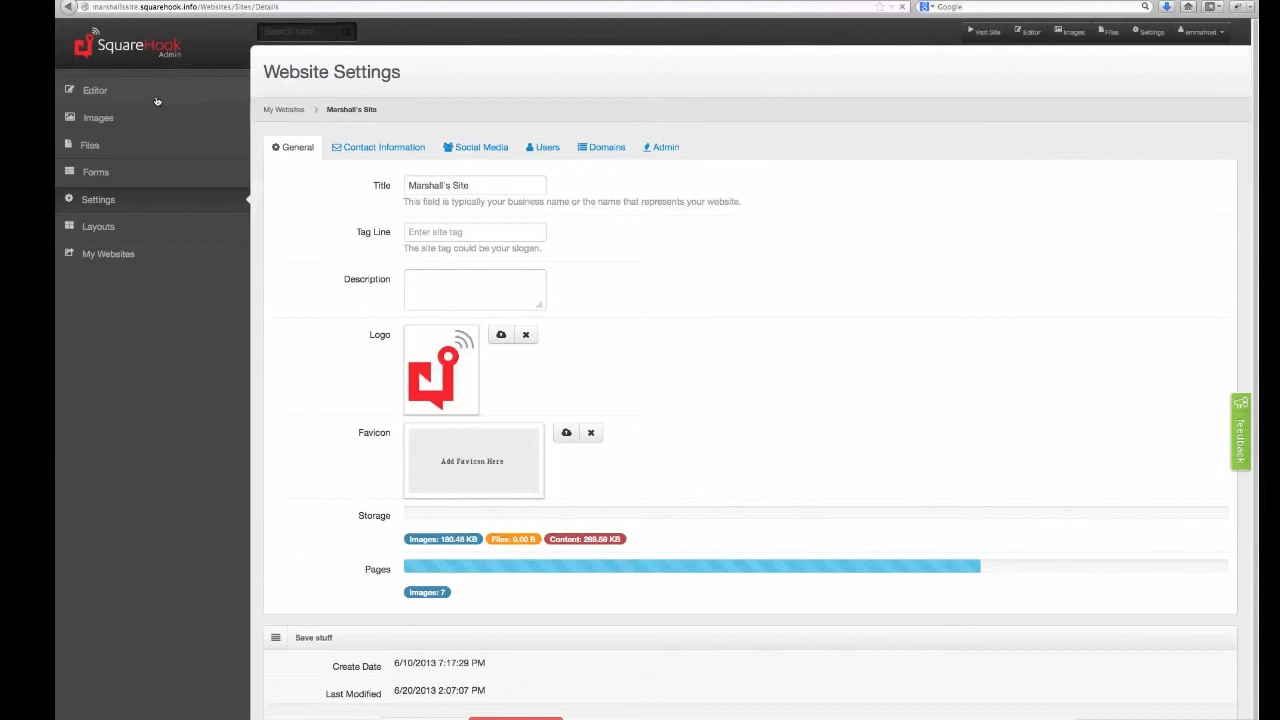 marshallssite.squarehook.info/Websites/Sites/Details
Google
SquareHook
Admin
Search here...
Visit Site
Editor
Images
Files
Settings
emmafrost
Editor
Images
Files
Forms
Settings
Layouts
My Websites
Website Settings
My Websites
Marshall's Site
General
Contact Information
Social Media
Users
Domains
Admin
Title
Marshall's Site
This field is typically your business name or the name that represents your website.
Tag Line
Enter site tag
The site tag could be your slogan.
Description
Logo
Favicon
Add Favicon Here
Storage
Images: 180.48 KB
Files: 0.00 B
Content: 289.59 KB
Pages
Images: 7
feedback
Save stuff
Create Date
6/10/2013 7:17:29 PM
Last Modified
6/20/2013 2:07:07 PM